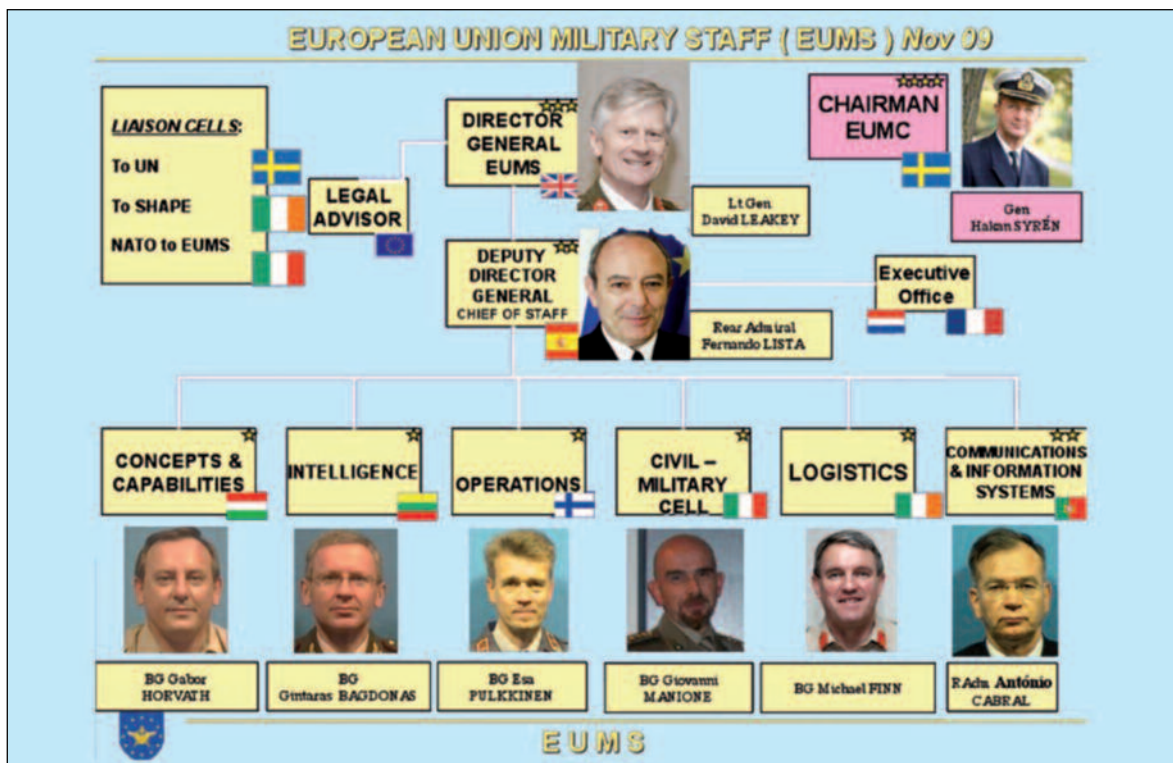 EUROPEAN UNION MILITARY STAFF ( EUMS ) Nov 09
LIAISON CELLS:
To UN
To SHAPE
NATO to EUMS
LEGAL
ADVISOR
DIRECTOR
GENERAL
EUMS
Lt Gen
David LEAKEY
CHAIRMAN
EUMC
Gen
Hakan SYRÉN
DEPUTY
DIRECTOR
GENERAL
CHIEF OF STAFF
Rear Admiral
Fernando LISTA
Executive
Office
CONCEPTS &
CAPABILITIES
INTELLIGENCE
OPERATIONS
CIVIL –
MILITARY
CELL
LOGISTICS
COMMUNICATIONS
& INFORMATION
SYSTEMS
BG Gabor
HORVATH
BG
Gintaras BAGDONAS
BG Esa
PULKKINEN
BG Giovanni
MANIONE
BG Michael FINN
RAdm António
CABRAL
EUMS